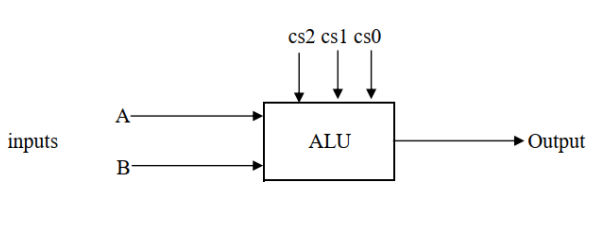 cs2 cs1 cs0
A
inputs
ALU
Output
B